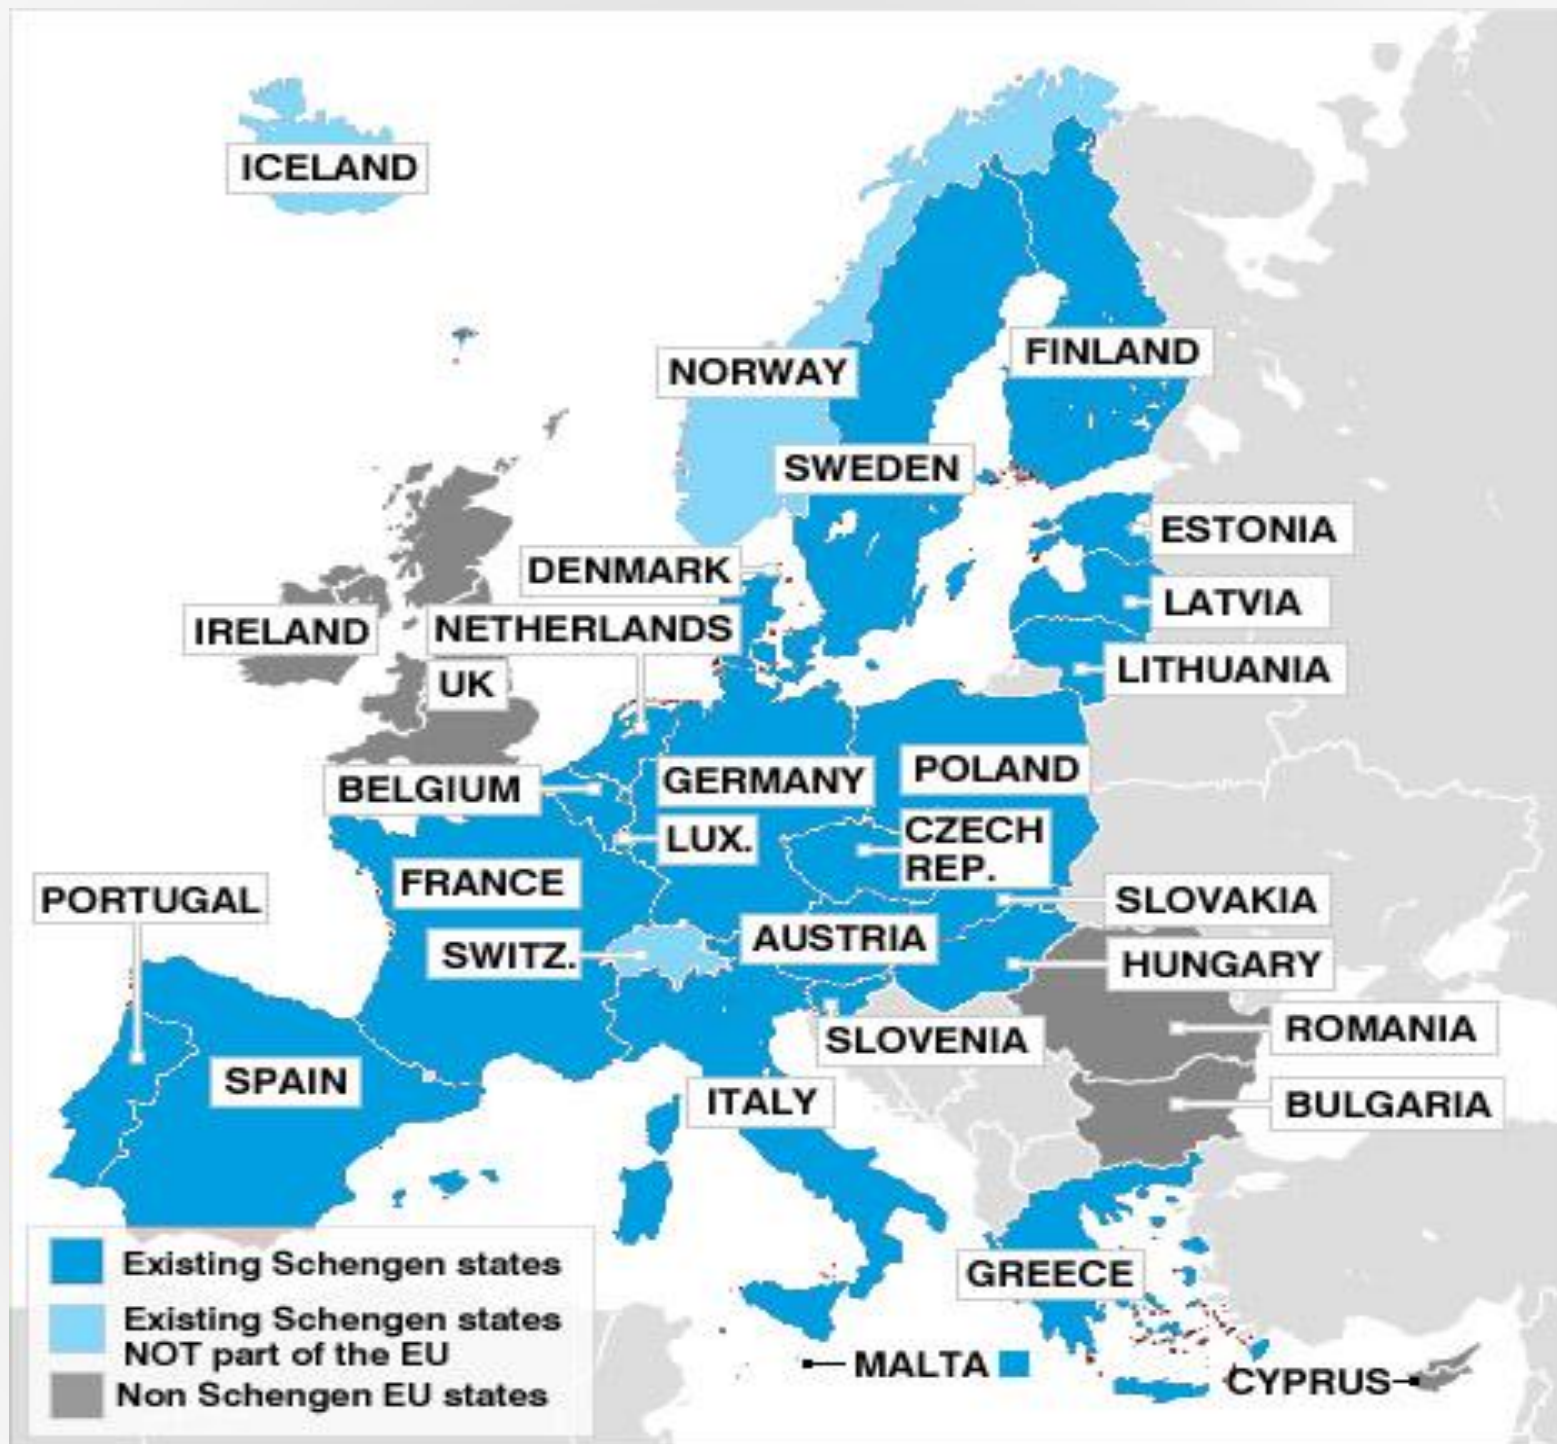 ICELAND
NORWAY
FINLAND
SWEDEN
ESTONIA
DENMARK
LATVIA
IRELAND
NETHERLANDS
LITHUANIA
UK
BELGIUM
GERMANY
POLAND
LUX.
CZECH
REP.
FRANCE
PORTUGAL
SLOVAKIA
AUSTRIA
SWITZ.
HUNGARY
ROMANIA
SLOVENIA
SPAIN
ITALY
BULGARIA
GREECE
MALTA
CYPRUS
Existing Schengen states
Existing Schengen states
NOT part of the EU
Non Schengen EU states